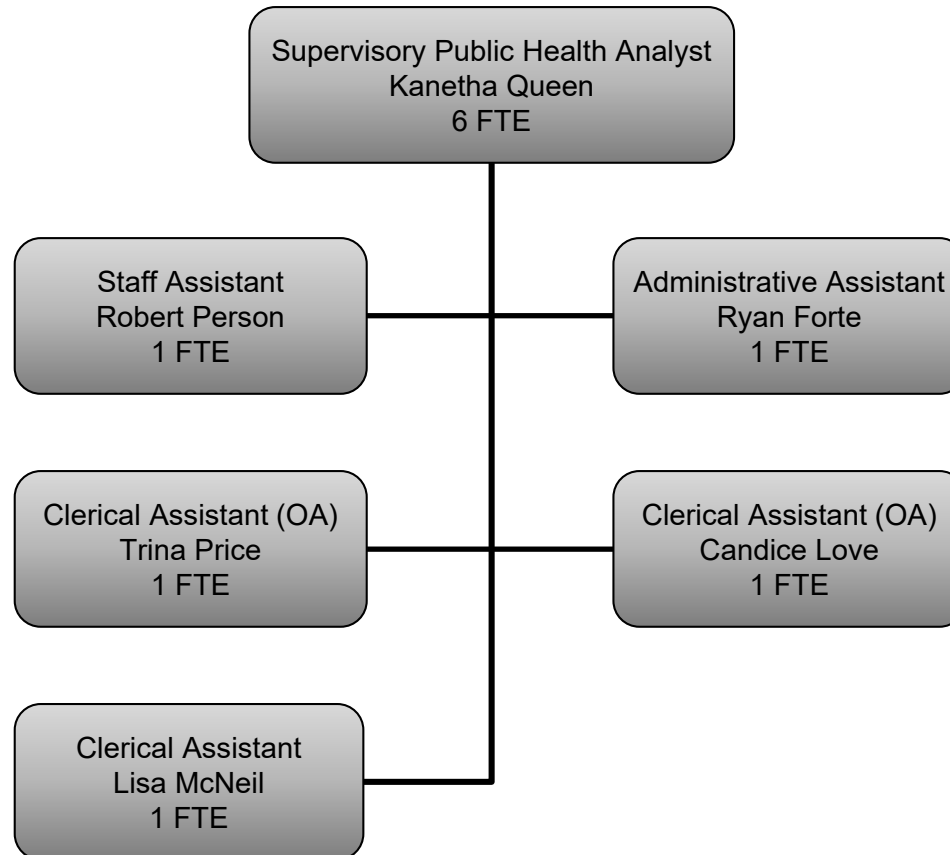 Supervisory Public Health Analyst
Kanetha Queen
6 FTE
Staff Assistant
Robert Person
1 FTE
Administrative Assistant
Ryan Forte
1 FTE
Clerical Assistant (OA)
Trina Price
1 FTE
Clerical Assistant (OA)
Candice Love
1 FTE
Clerical Assistant
Lisa McNeil
1 FTE